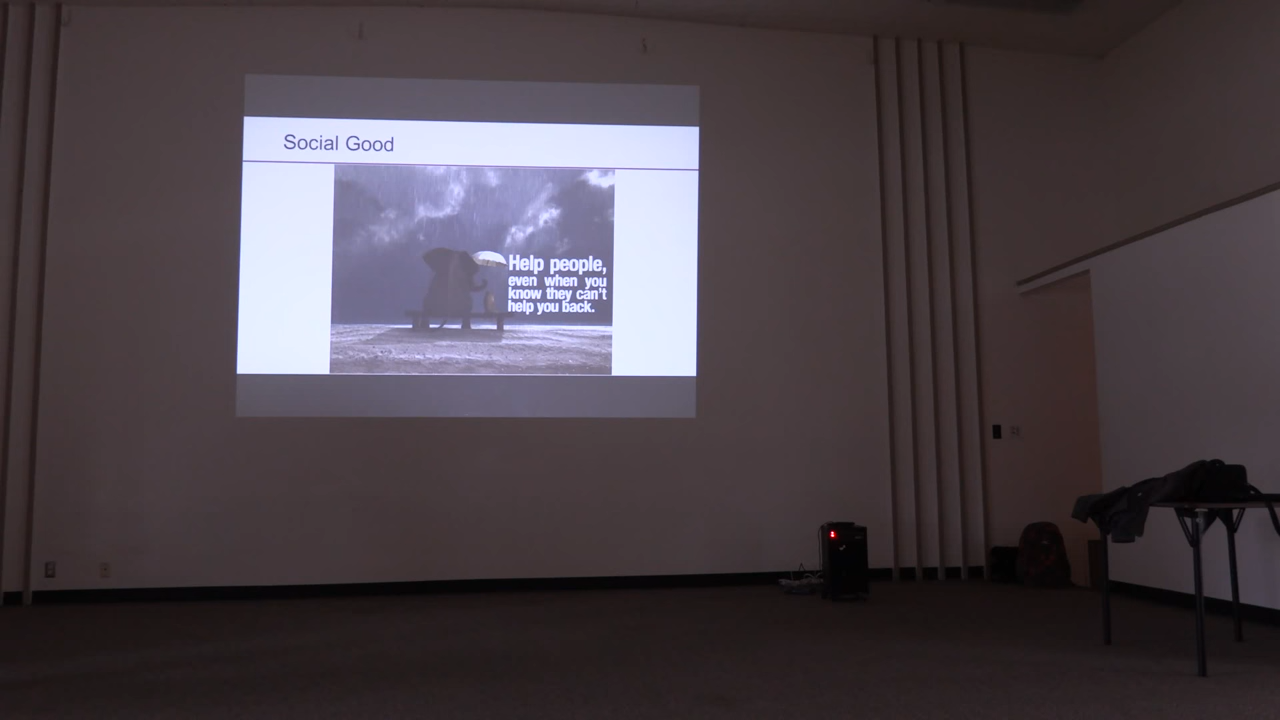 Social Good
Help people,
even when you
know they can't
help you back.